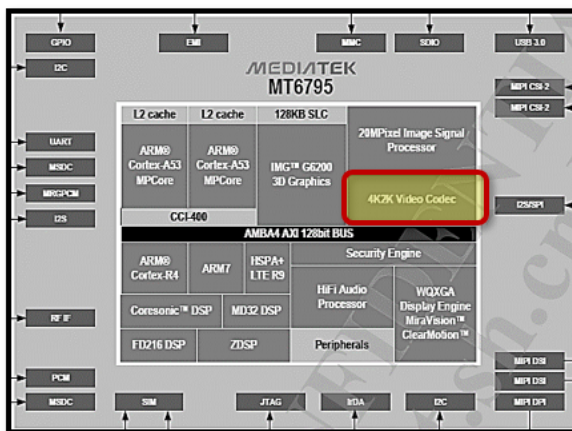 GPIO
EMI
MMC
SDIO
USB 3.0
I2C
MEDIATEK
MT6795
MIPI CSI-2
MIPI CSI-2
L2 cache
L2 cache
128KB SLC
20MPixel Image Signal
Processor
UART
ARM®
Cortex-A53
MPCore
ARM®
Cortex-A53
MPCore
IMG™ G6200
3D Graphics
MSDC
MRGPCM
4K2K Video Codec
I2S
I2S/SPI
CCI-400
AMBA4 AXI 128bit BUS
ARM®
Cortex-R4
ARM7
HSPA+
LTE R9
Security Engine
HiFi Audio
Processor
WQXGA
Display Engine
MiraVision™
ClearMotion™
Coresonic™ DSP
MD32 DSP
RF IF
FD216 DSP
ZDSP
Peripherals
MIPI DSI
PCM
MIPI DSI
MSDC
SIM
JTAG
IrDA
I2C
MIPI DPI